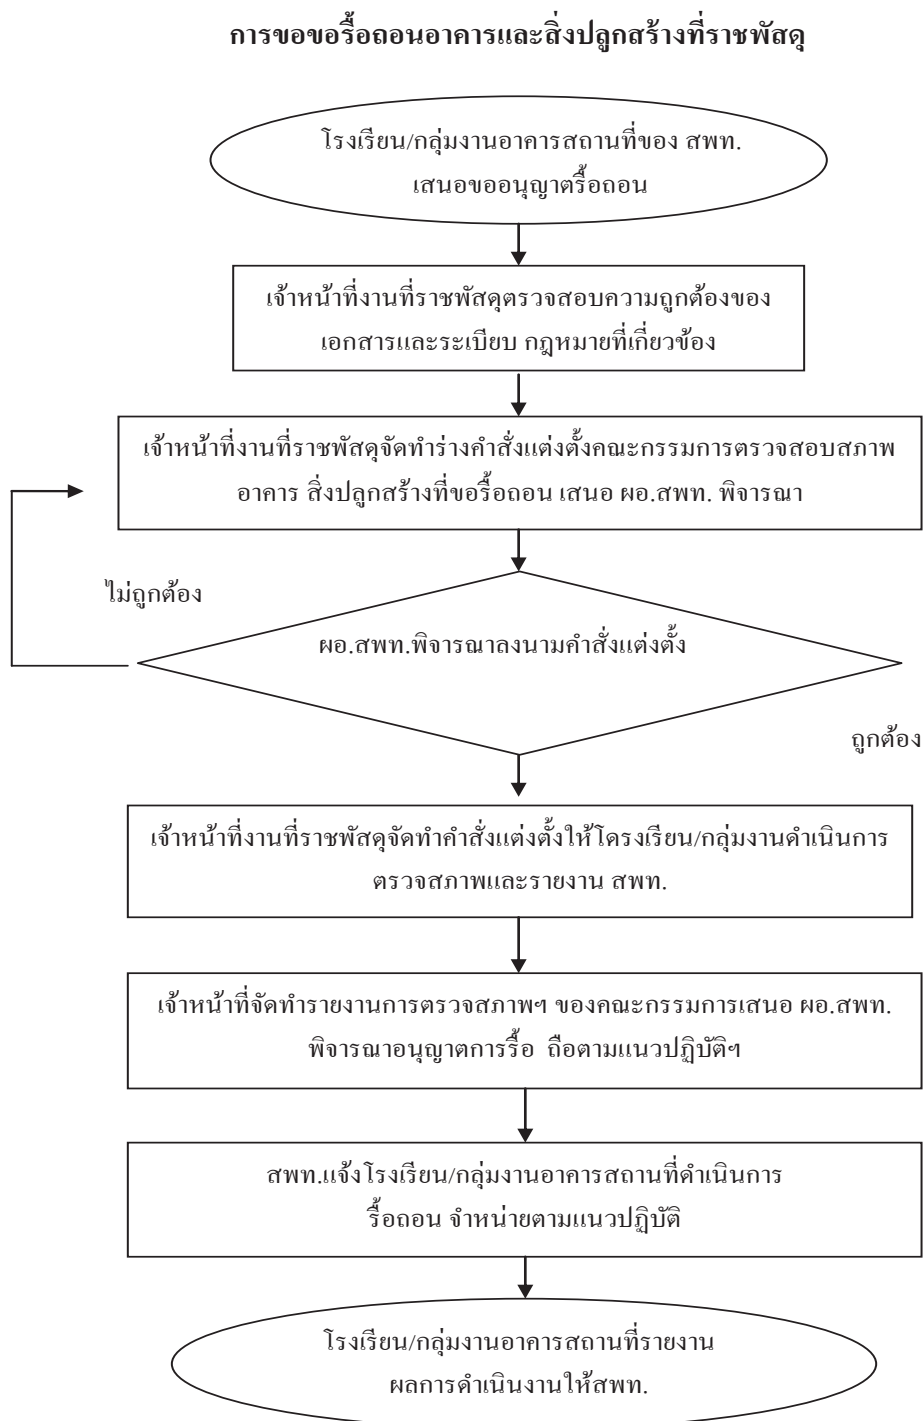 การขอขอรื้อถอนอาคารและสิ่งปลูกสร้างที่ราชพัสดุ
โรงเรียน/กลุ่มงานอาคารสถานที่ของ สพท.
เสนอขออนุญาตรื้อถอน
เจ้าหน้าที่งานที่ราชพัสดุตรวจสอบความถูกต้องของ
เอกสารและระเบียบ กฎหมายที่เกี่ยวข้อง
เจ้าหน้าที่งานที่ราชพัสดุจัดทำร่างคำสั่งแต่งตั้งคณะกรรมการตรวจสอบสภาพ
อาคาร สิ่งปลูกสร้างที่ขอรื้อถอน เสนอ ผอ.สพท. พิจารณา
ไม่ถูกต้อง
ผอ.สพท.พิจารณาลงนามคำสั่งแต่งตั้ง
ถูกต้อง
เจ้าหน้าที่งานที่ราชพัสดุจัดทำคำสั่งแต่งตั้งให้โดรงเรียน/กลุ่มงานดำเนินการ
ตรวจสภาพและรายงาน สพท.
เจ้าหน้าที่จัดทำรายงานการตรวจสภาพฯ ของคณะกรรมการเสนอ ผอ.สพท.
พิจารณาอนุญาตการรื้อ ถือตามแนวปฏิบัติฯ
สพท.แจ้งโรงเรียน/กลุ่มงานอาคารสถานที่ดำเนินการ
รื้อถอน จำหน่ายตามแนวปฏิบัติ
โรงเรียน/กลุ่มงานอาคารสถานที่รายงาน
ผลการดำเนินงานให้สพท.